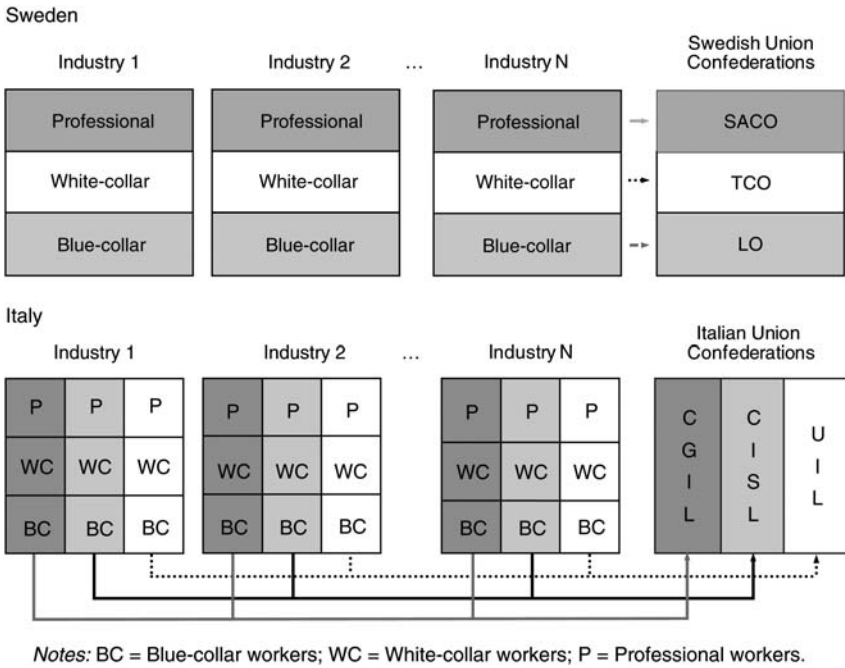 Sweden
Industry 1 Industry 2 ... Industry N Swedish Union Confederations
Professional Professional Professional SACO
White-collar White-collar White-collar TCO
Blue-collar Blue-collar Blue-collar LO
Italy
Industry 1 Industry 2 ... Industry N Italian Union Confederations
P P P P P P P P P CGIL CISL UIL
WC WC WC WC WC WC WC WC WC
BC BC BC BC BC BC BC BC BC
Notes: BC = Blue-collar workers; WC = White-collar workers; P = Professional workers.